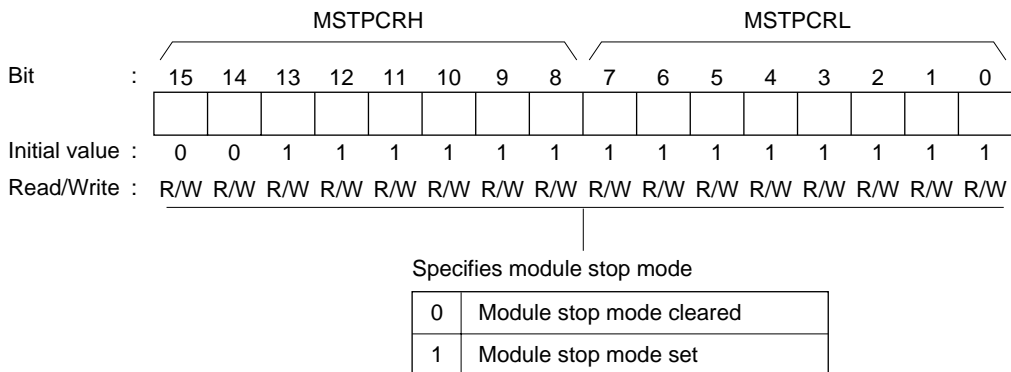 MSTPCRH MSTPCRL
Bit : 15 14 13 12 11 10 9 8 7 6 5 4 3 2 1 0
Initial value : 0 0 1 1 1 1 1 1 1 1 1 1 1 1 1 1
Read/Write : R/W R/W R/W R/W R/W R/W R/W R/W R/W R/W R/W R/W R/W R/W R/W R/W
Specifies module stop mode
0 Module stop mode cleared
1 Module stop mode set